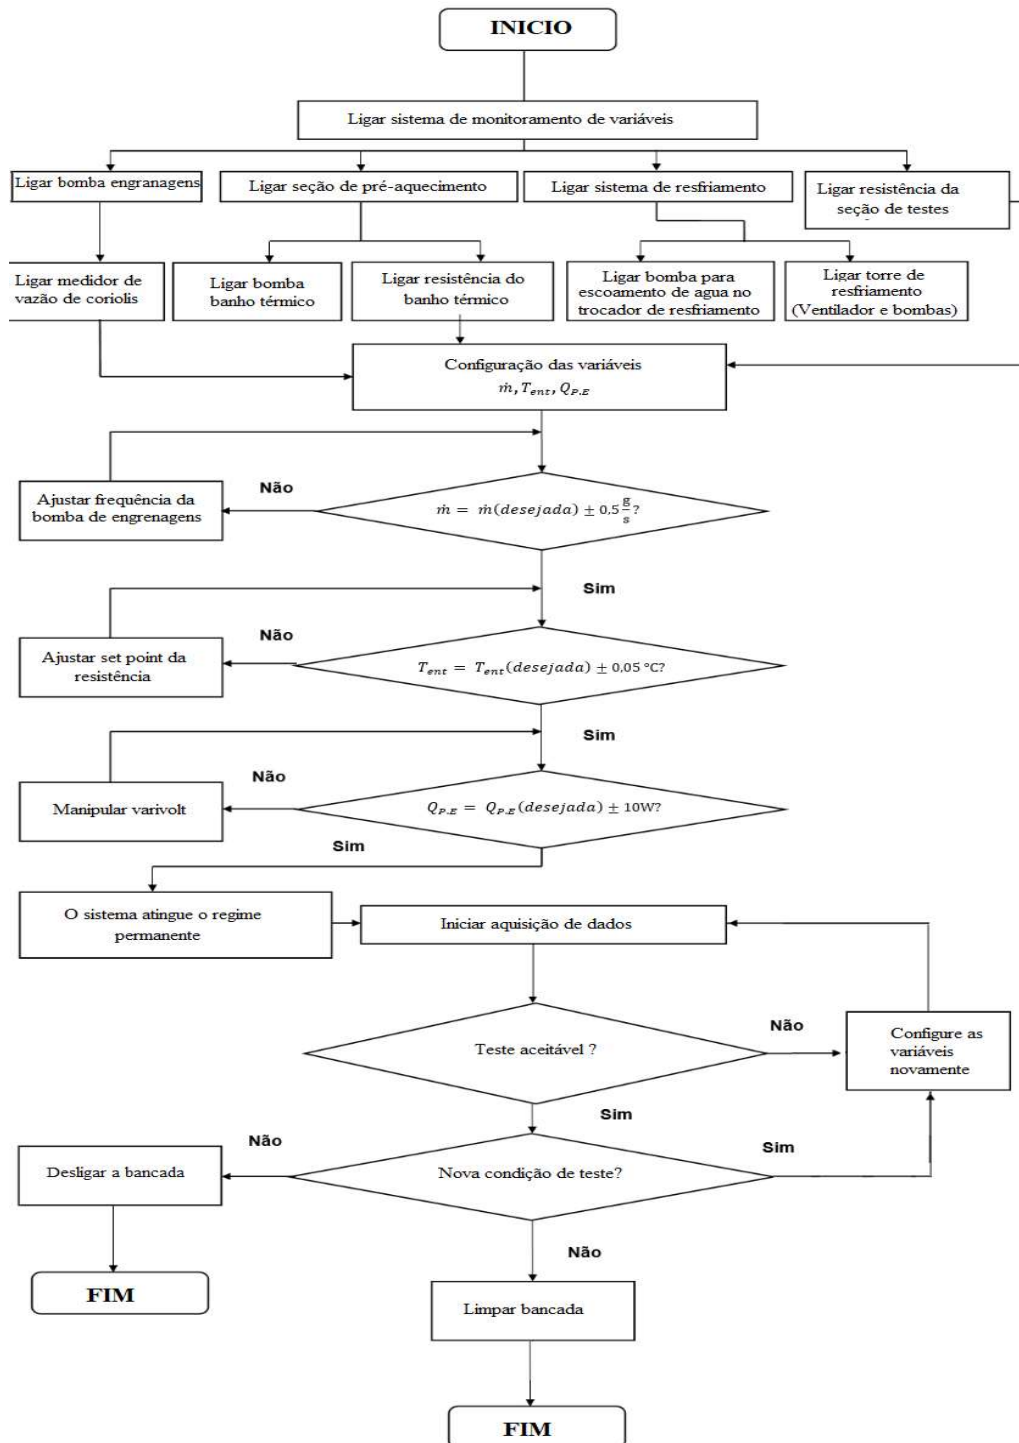 INICIO
Ligar sistema de monitoramento de variáveis
Ligar bomba engranagens
Ligar seção de pré-aquecimento
Ligar sistema de resfriamento
Ligar resistência da
seção de testes
Ligar medidor de
vazão de coriolis
Ligar bomba
banho térmico
Ligar resistência do
banho térmico
Ligar bomba para
escoamento de agua no
trocador de resfriamento
Ligar torre de
resfriamento
(Ventilador e bombas)
Configuração das variáveis
ṁ, T_ent, Q_P.E
Não
Ajustar frequência da
bomba de engrenagens
ṁ = ṁ(desejada) ± 0,5 g/s?
Sim
Não
Ajustar set point da
resistência
T_ent = T_ent(desejada) ± 0,05 °C?
Sim
Não
Manipular varivolt
Q_P.E = Q_P.E(desejada) ± 10W?
Sim
O sistema atingue o regime
permanente
Iniciar aquisição de dados
Teste aceitável ?
Não
Configure as
variáveis
novamente
Sim
Não
Sim
Desligar a bancada
Nova condição de teste?
Não
FIM
Limpar bancada
FIM